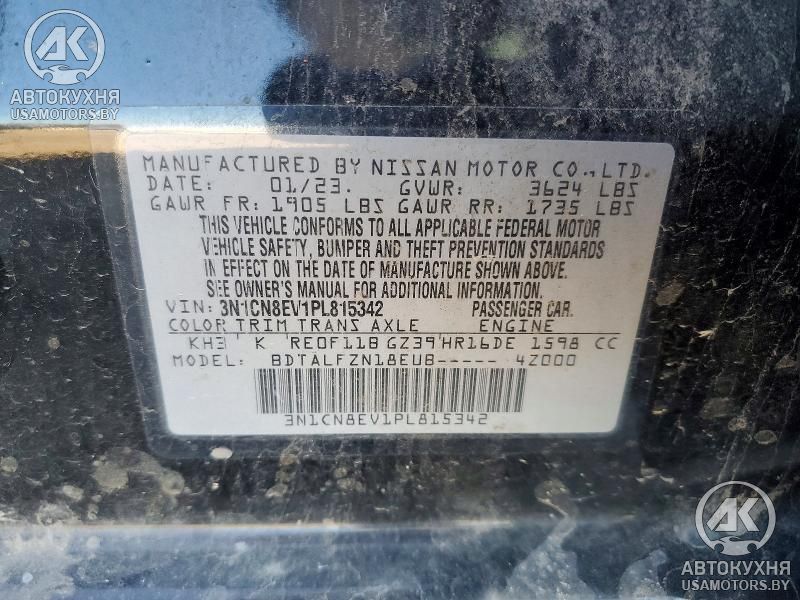 АК
АВТОКУХНЯ
USAMOTORS.BY
MANUFACTURED BY NISSAN MOTOR CO.,LTD.
DATE: 01/23. GVWR: 3624 LBS
GAWR FR: 1905 LBS GAWR RR: 1735 LBS
THIS VEHICLE CONFORMS TO ALL APPLICABLE FEDERAL MOTOR
VEHICLE SAFETY, BUMPER AND THEFT PREVENTION STANDARDS
IN EFFECT ON THE DATE OF MANUFACTURE SHOWN ABOVE.
SEE OWNER'S MANUAL FOR ADDITIONAL INFORMATION.
VIN: 3N1CN8EV1PL815342 PASSENGER CAR.
COLOR TRIM TRANS AXLE ENGINE
KH3 K RE0F11B GZ39 HR16DE 1598 CC
MODEL: BDTALFZN18EUB----- 4Z000
3N1CN8EV1PL815342
АК
АВТОКУХНЯ
USAMOTORS.BY